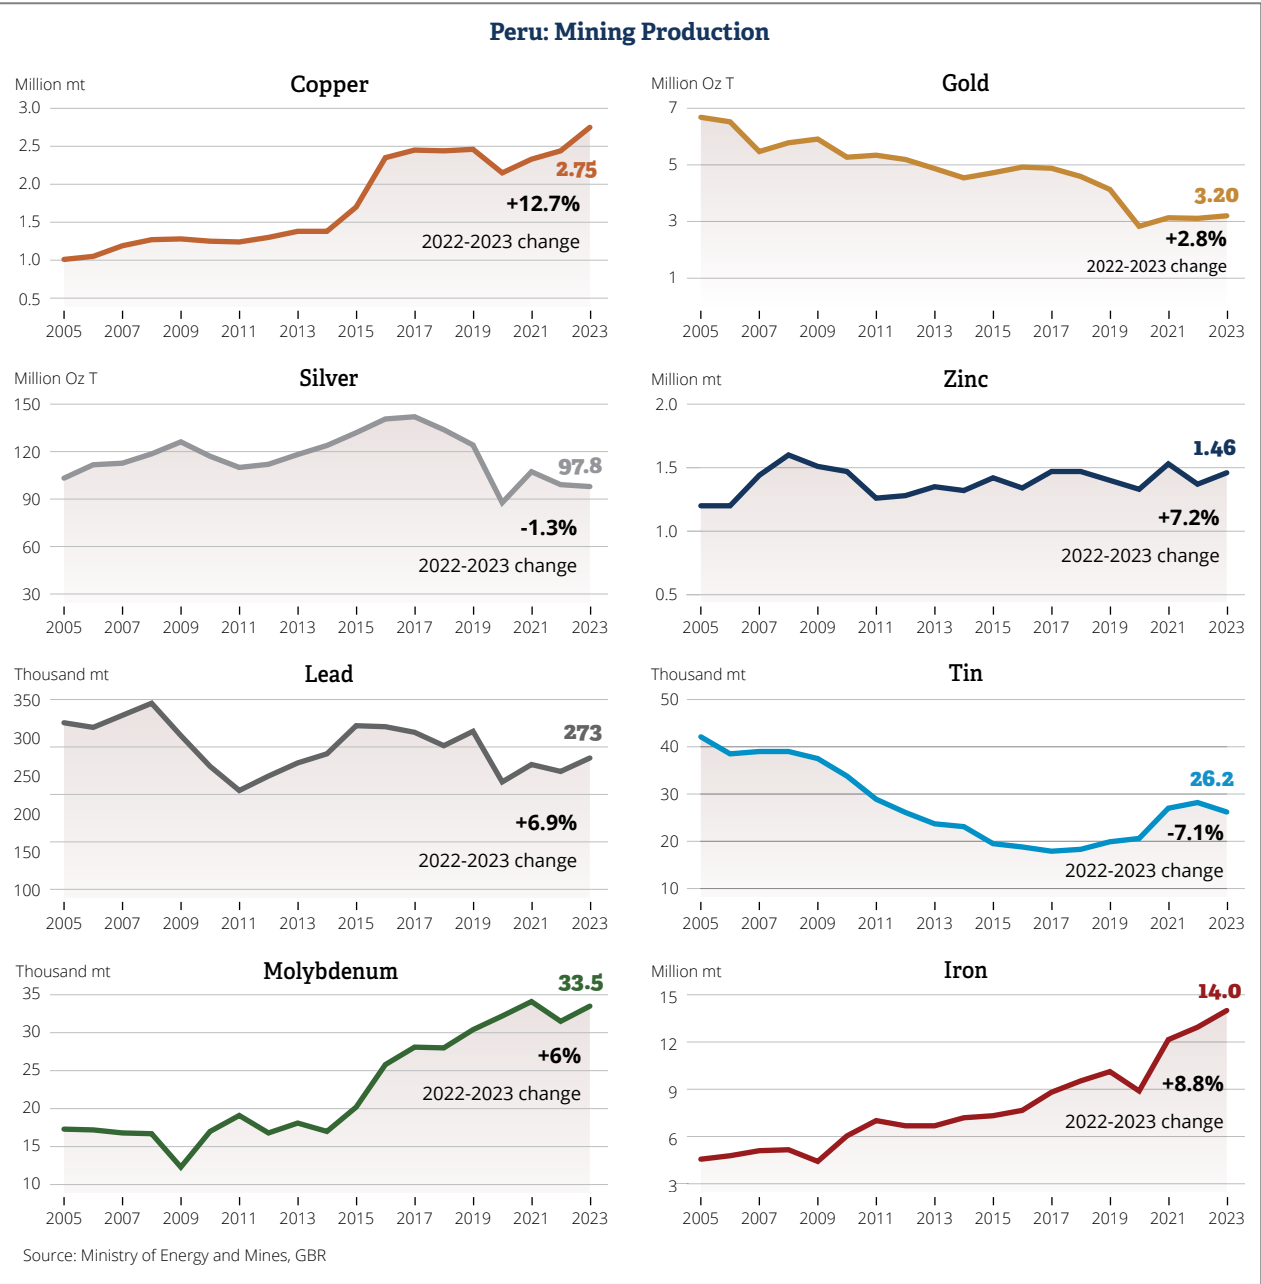 Peru: Mining Production
Million mt
Copper
3.0
2.5
2.0
1.5
1.0
0.5
2.75
+12.7%
2022-2023 change
2005 2007 2009 2011 2013 2015 2017 2019 2021 2023
Million Oz T
Gold
7
5
3
1
3.20
+2.8%
2022-2023 change
2005 2007 2009 2011 2013 2015 2017 2019 2021 2023
Million Oz T
Silver
150
120
90
60
30
97.8
-1.3%
2022-2023 change
2005 2007 2009 2011 2013 2015 2017 2019 2021 2023
Million mt
Zinc
2.0
1.5
1.0
0.5
1.46
+7.2%
2022-2023 change
2005 2007 2009 2011 2013 2015 2017 2019 2021 2023
Thousand mt
Lead
350
300
250
200
150
100
273
+6.9%
2022-2023 change
2005 2007 2009 2011 2013 2015 2017 2019 2021 2023
Thousand mt
Tin
50
40
30
20
10
26.2
-7.1%
2022-2023 change
2005 2007 2009 2011 2013 2015 2017 2019 2021 2023
Thousand mt
Molybdenum
35
30
25
20
15
10
33.5
+6%
2022-2023 change
2005 2007 2009 2011 2013 2015 2017 2019 2021 2023
Million mt
Iron
15
12
9
6
3
14.0
+8.8%
2022-2023 change
2005 2007 2009 2011 2013 2015 2017 2019 2021 2023
Source: Ministry of Energy and Mines, GBR